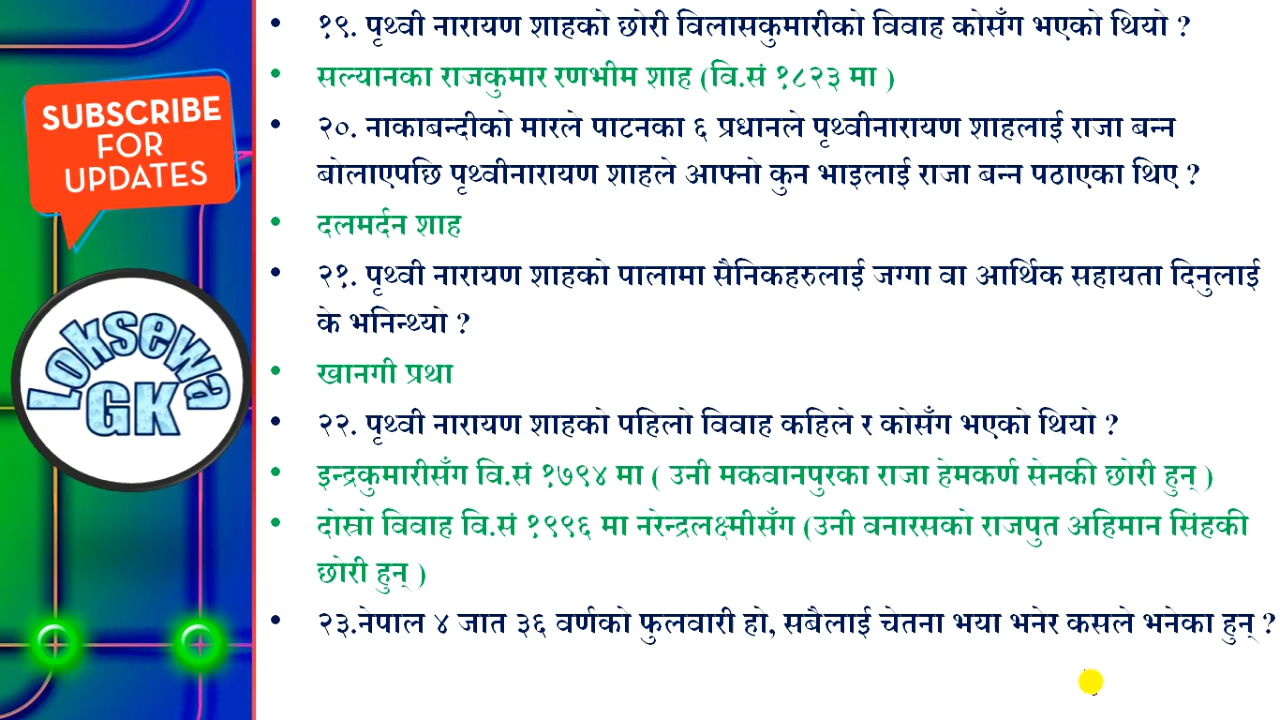 SUBSCRIBE
FOR
UPDATES
Loksewa
GK
• १९. पृथ्वी नारायण शाहको छोरी विलासकुमारीको विवाह कोसँग भएको थियो ?
• सल्यानका राजकुमार रणभीम शाह (वि.सं १८२३ मा )
• २०. नाकाबन्दीको मारले पाटनका ६ प्रधानले पृथ्वीनारायण शाहलाई राजा बन्न
बोलाएपछि पृथ्वीनारायण शाहले आफ्नो कुन भाइलाई राजा बन्न पठाएका थिए ?
• दलमर्दन शाह
• २१. पृथ्वी नारायण शाहको पालामा सैनिकहरुलाई जग्गा वा आर्थिक सहायता दिनुलाई
के भनिन्थ्यो ?
• खानगी प्रथा
• २२. पृथ्वी नारायण शाहको पहिलो विवाह कहिले र कोसँग भएको थियो ?
• इन्द्रकुमारीसँग वि.सं १७९४ मा ( उनी मकवानपुरका राजा हेमकर्ण सेनकी छोरी हुन् )
• दोस्रो विवाह वि.सं १९९६ मा नरेन्द्रलक्ष्मीसँग (उनी वनारसको राजपुत अहिमान सिंहकी
छोरी हुन् )
• २३.नेपाल ४ जात ३६ वर्णको फुलवारी हो, सबैलाई चेतना भया भनेर कसले भनेका हुन् ?